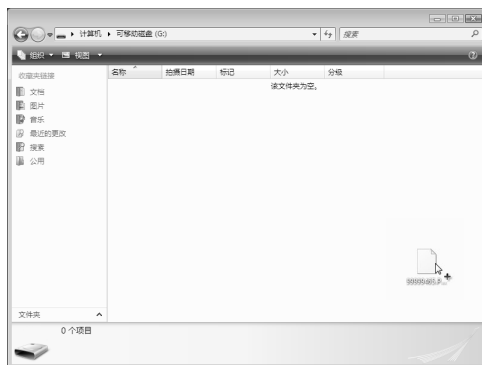 计算机 ▸ 可移动磁盘 (G:)
搜索
组织 视图
收藏夹链接
文档
图片
音乐
最近的更改
搜索
公用
文件夹
名称 拍摄日期 标记 大小 分级
该文件夹为空。
0 个项目